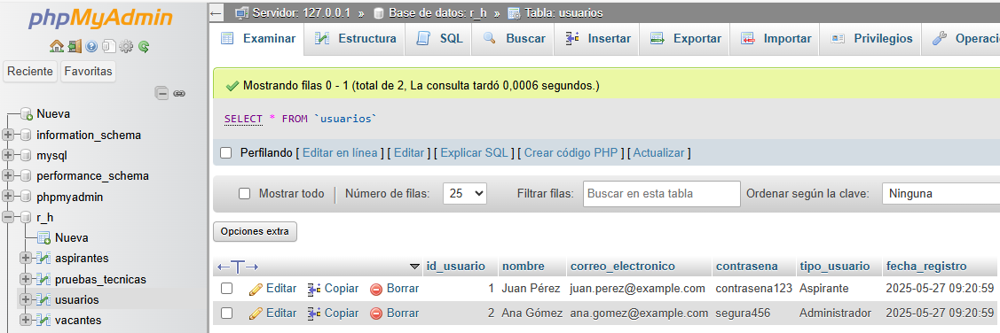 phpMyAdmin
Reciente Favoritas
Nueva
information_schema
mysql
performance_schema
phpmyadmin
r_h
Nueva
aspirantes
pruebas_tecnicas
usuarios
vacantes
Servidor: 127.0.0.1 » Base de datos: r_h » Tabla: usuarios
Examinar Estructura SQL Buscar Insertar Exportar Importar Privilegios Operaci
Mostrando filas 0 - 1 (total de 2, La consulta tardó 0,0006 segundos.)
SELECT * FROM `usuarios`
Perfilando [ Editar en línea ] [ Editar ] [ Explicar SQL ] [ Crear código PHP ] [ Actualizar ]
Mostrar todo Número de filas: 25 Filtrar filas: Buscar en esta tabla Ordenar según la clave: Ninguna
Opciones extra
←T→ id_usuario nombre correo_electronico contrasena tipo_usuario fecha_registro
Editar Copiar Borrar 1 Juan Pérez juan.perez@example.com contrasena123 Aspirante 2025-05-27 09:20:59
Editar Copiar Borrar 2 Ana Gómez ana.gomez@example.com segura456 Administrador 2025-05-27 09:20:59